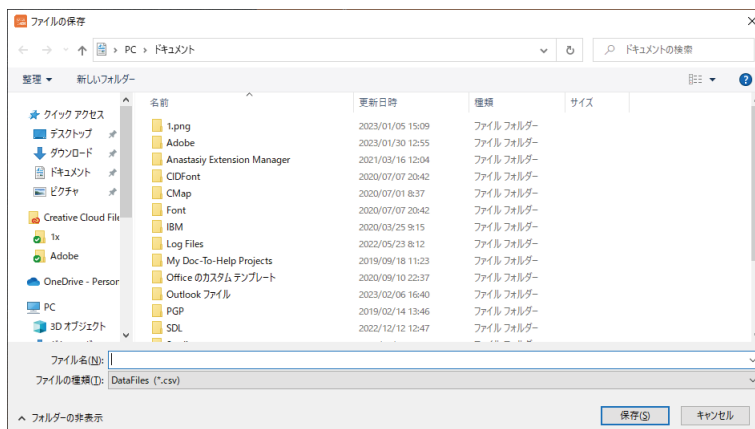 ファイルの保存
PC › ドキュメント
ドキュメントの検索
整理 新しいフォルダー
名前 更新日時 種類 サイズ
クイック アクセス
デスクトップ
ダウンロード
ドキュメント
ピクチャ
Creative Cloud File
1x
Adobe
OneDrive - Person
PC
3D オブジェクト
1.png 2023/01/05 15:09 ファイル フォルダー
Adobe 2023/01/30 12:55 ファイル フォルダー
Anastasiy Extension Manager 2021/03/16 12:04 ファイル フォルダー
CIDFont 2020/07/07 20:42 ファイル フォルダー
CMap 2020/07/01 8:37 ファイル フォルダー
Font 2020/07/07 20:42 ファイル フォルダー
IBM 2020/03/25 9:15 ファイル フォルダー
Log Files 2022/05/23 8:12 ファイル フォルダー
My Doc-To-Help Projects 2019/09/18 11:23 ファイル フォルダー
Office のカスタム テンプレート 2020/09/10 22:37 ファイル フォルダー
Outlook ファイル 2023/02/06 16:40 ファイル フォルダー
PGP 2019/02/14 13:46 ファイル フォルダー
SDL 2022/12/12 12:47 ファイル フォルダー
ファイル名(N):
ファイルの種類(T): DataFiles (*.csv)
フォルダーの非表示
保存(S) キャンセル